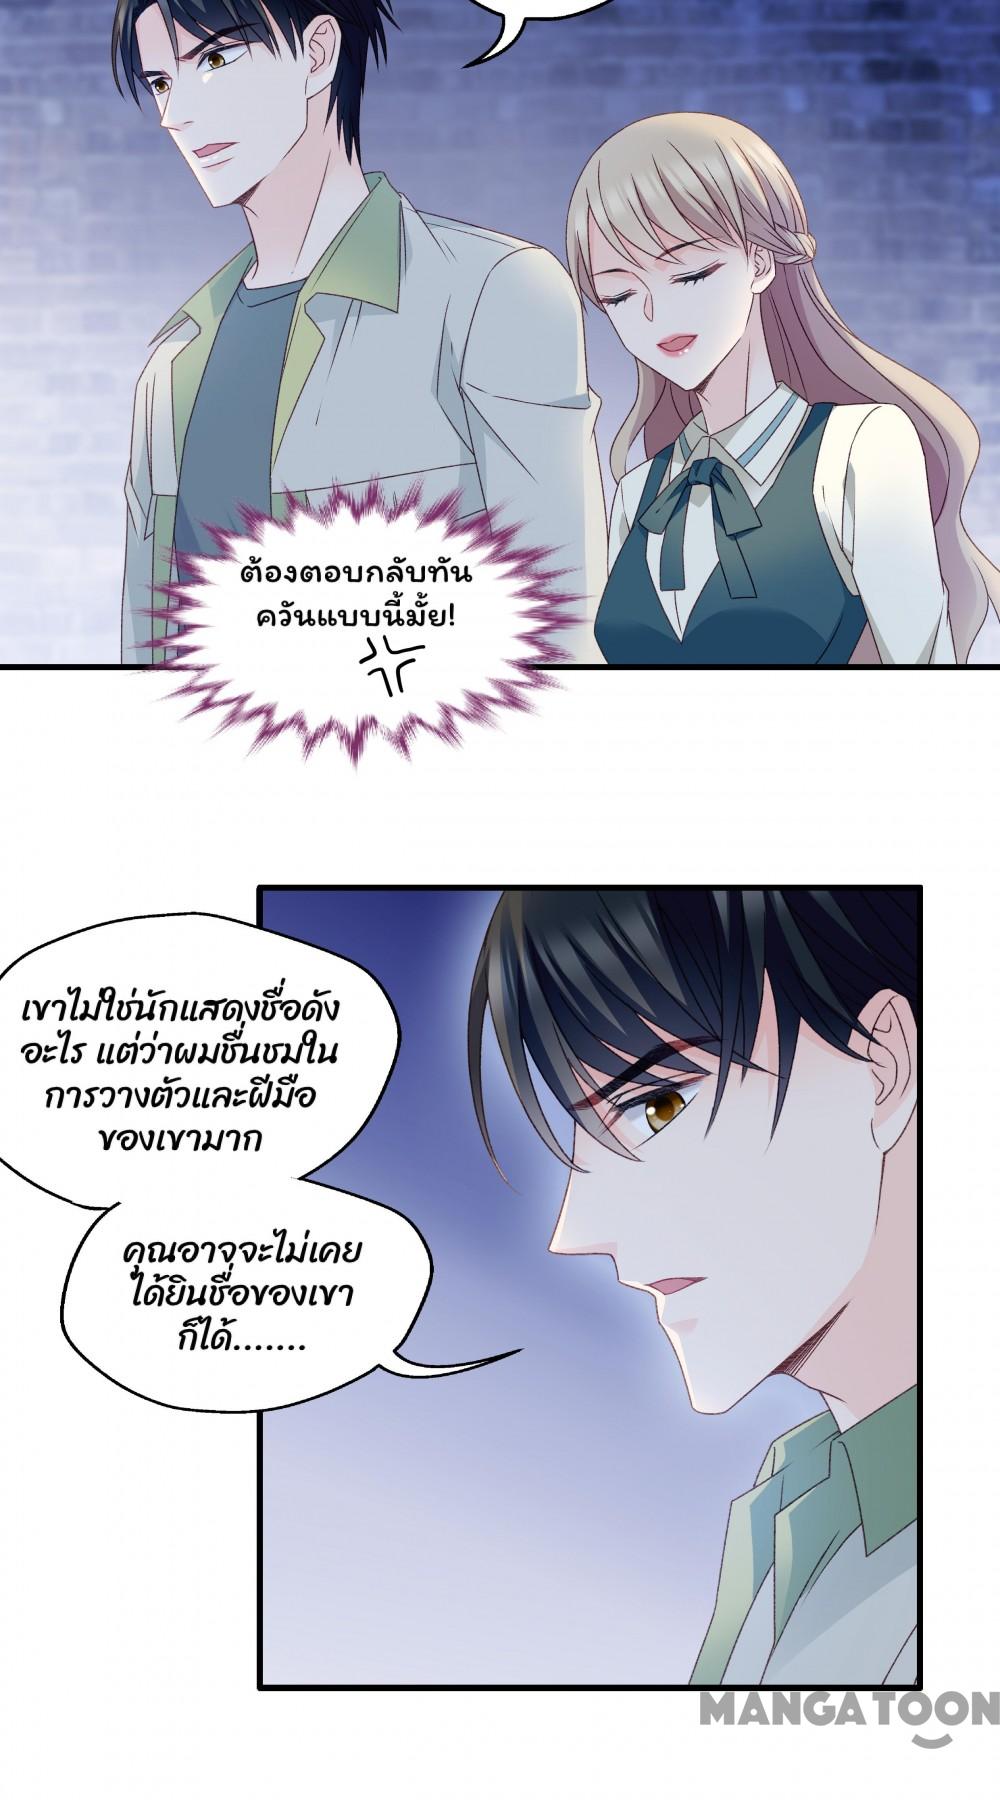 ต้องตอบกลับทัน
ควันแบบนี้มั้ย!
เขาไม่ใช่นักแสดงชื่อดัง
อะไร แต่ว่าผมชื่นชมใน
การวางตัวและฝีมือ
ของเขามาก
คุณอาจจะไม่เคย
ได้ยินชื่อของเขา
ก็ได้.......
MANGATOON